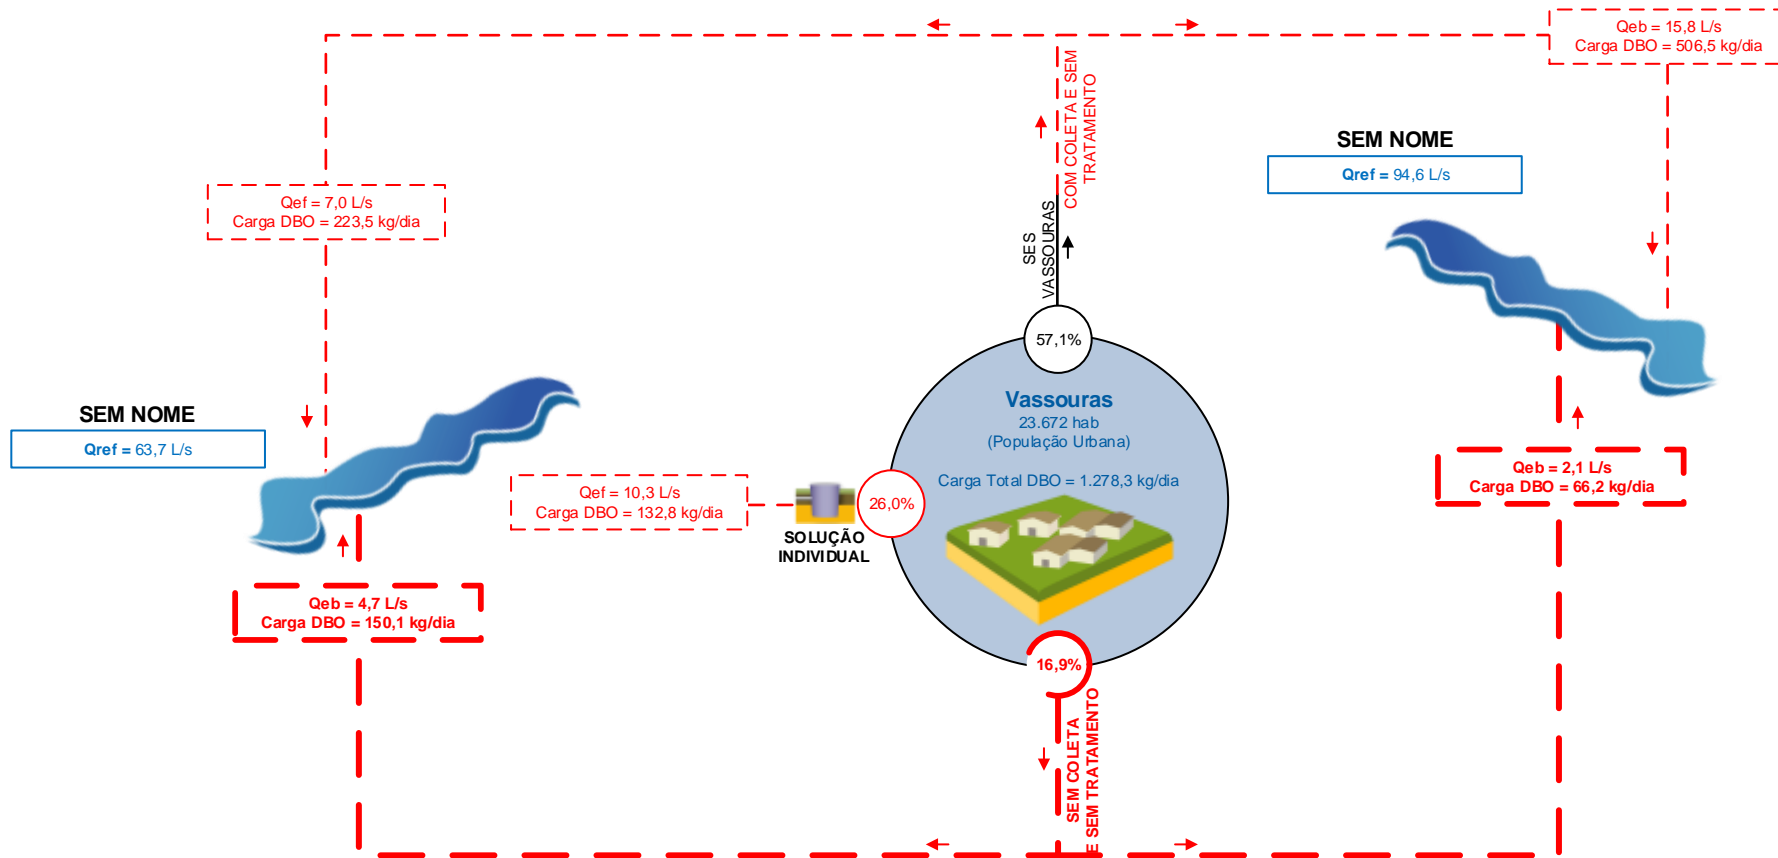 Qeb = 15,8 L/s
Carga DBO = 506,5 kg/dia
COM COLETA E SEM
TRATAMENTO
SEM NOME
Qref = 94,6 L/s
Qef = 7,0 L/s
Carga DBO = 223,5 kg/dia
SES
VASSOURAS
57,1%
Vassouras
23.672 hab
(População Urbana)
Carga Total DBO = 1.278,3 kg/dia
SEM NOME
Qref = 63,7 L/s
Qef = 10,3 L/s
Carga DBO = 132,8 kg/dia
26,0%
SOLUÇÃO
INDIVIDUAL
Qeb = 2,1 L/s
Carga DBO = 66,2 kg/dia
Qeb = 4,7 L/s
Carga DBO = 150,1 kg/dia
16,9%
SEM COLETA
E SEM TRATAMENTO